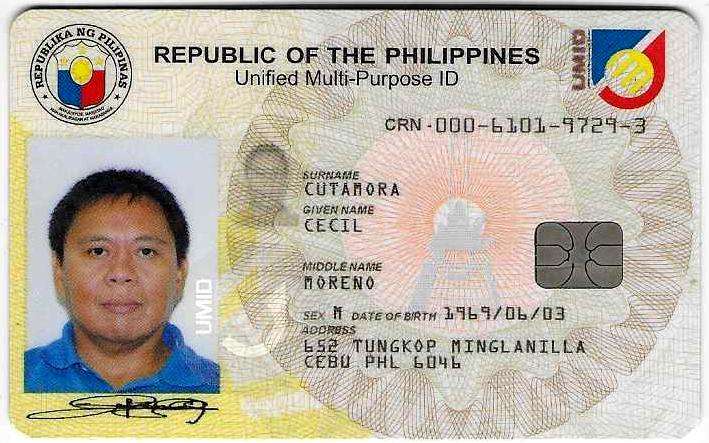 REPUBLIKA NG PILIPINAS
REPUBLIC OF THE PHILIPPINES
Unified Multi-Purpose ID
UMID
CRN-000-6101-9729-3
SURNAME
CUTAMORA
GIVEN NAME
CECIL
MIDDLE NAME
MORENO
SEX M DATE OF BIRTH 1969/06/03
ADDRESS
652 TUNGKOP MINGLANILLA
CEBU PHL 6046
UMID